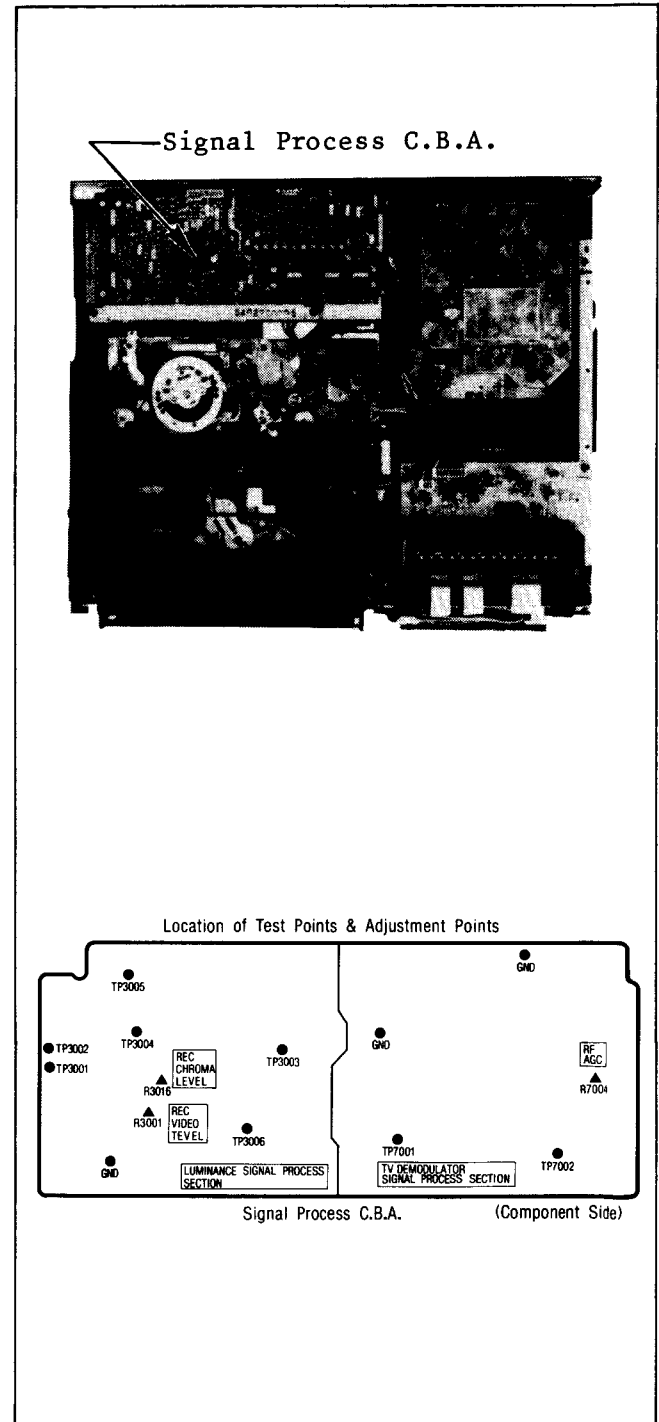 Signal Process C.B.A.
Location of Test Points & Adjustment Points
GND
TP3005
TP3002
TP3004
GND
TP3001
TP3003
REC
CHROMA
LEVEL
RF
AGC
R3016
R7004
R3001
REC
VIDEO
TEVEL
TP3006
TP7001
TP7002
GND
LUMINANCE SIGNAL PROCESS
SECTION
TV DEMODULATOR
SIGNAL PROCESS SECTION
Signal Process C.B.A.
(Component Side)